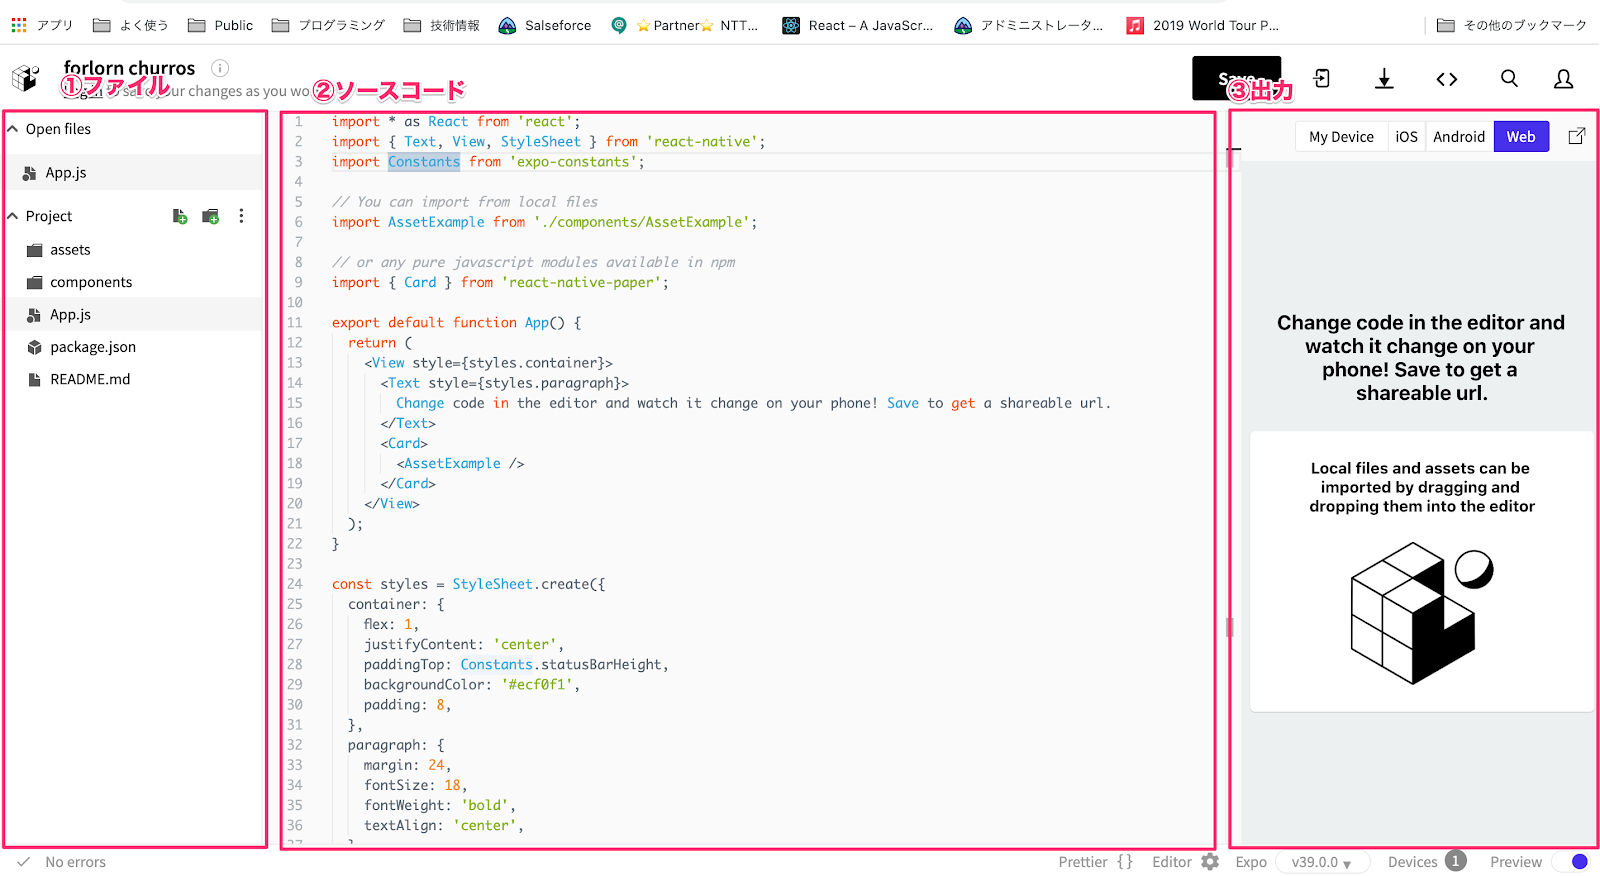 アプリ よく使う Public プログラミング 技術情報 Salseforce ⭐Partner⭐ NTT... React – A JavaScr... アドミニストレータ... 2019 World Tour P... その他のブックマーク
forlorn churros
①ファイル ②ソースコード Save ③出力
your changes as you wo
Open files
App.js
Project
assets
components
App.js
package.json
README.md
1 import * as React from 'react';
2 import { Text, View, StyleSheet } from 'react-native';
3 import Constants from 'expo-constants';
4
5 // You can import from local files
6 import AssetExample from './components/AssetExample';
7
8 // or any pure javascript modules available in npm
9 import { Card } from 'react-native-paper';
10
11 export default function App() {
12 return (
13 <View style={styles.container}>
14 <Text style={styles.paragraph}>
15 Change code in the editor and watch it change on your phone! Save to get a shareable url.
16 </Text>
17 <Card>
18 <AssetExample />
19 </Card>
20 </View>
21 );
22 }
23
24 const styles = StyleSheet.create({
25 container: {
26 flex: 1,
27 justifyContent: 'center',
28 paddingTop: Constants.statusBarHeight,
29 backgroundColor: '#ecf0f1',
30 padding: 8,
31 },
32 paragraph: {
33 margin: 24,
34 fontSize: 18,
35 fontWeight: 'bold',
36 textAlign: 'center',
37 }
My Device iOS Android Web
Change code in the editor and
watch it change on your
phone! Save to get a
shareable url.
Local files and assets can be
imported by dragging and
dropping them into the editor
No errors Prettier {} Editor Expo v39.0.0 Devices 1 Preview